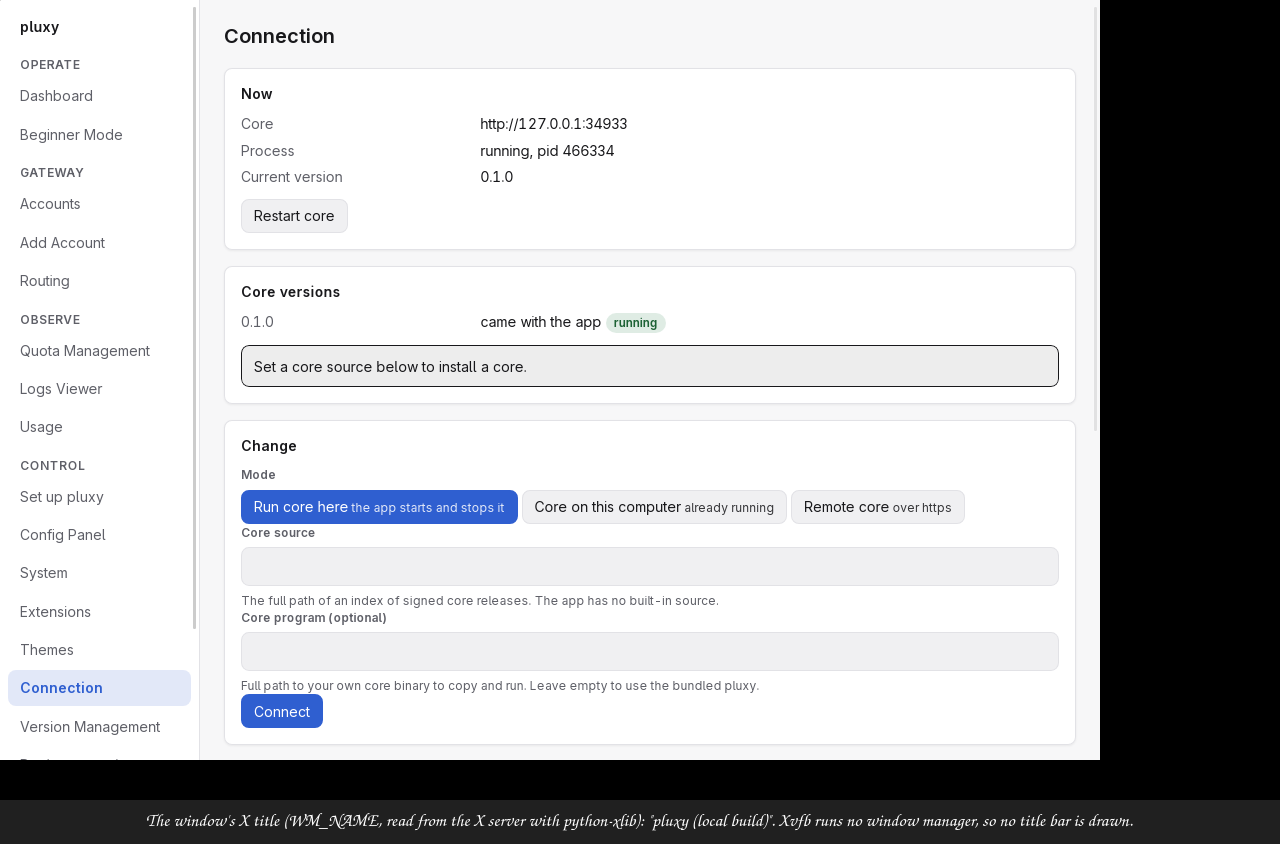 pluxy
OPERATE
Dashboard
Beginner Mode
GATEWAY
Accounts
Add Account
Routing
OBSERVE
Quota Management
Logs Viewer
Usage
CONTROL
Set up pluxy
Config Panel
System
Extensions
Themes
Connection
Version Management
Connection
Now
Core http://127.0.0.1:34933
Process running, pid 466334
Current version 0.1.0
Restart core
Core versions
0.1.0 came with the app running
Set a core source below to install a core.
Change
Mode
Run core here the app starts and stops it Core on this computer already running Remote core over https
Core source
The full path of an index of signed core releases. The app has no built-in source.
Core program (optional)
Full path to your own core binary to copy and run. Leave empty to use the bundled pluxy.
Connect
The window's X title (WM_NAME, read from the X server with python-xlib): "pluxy (local build)". Xvfb runs no window manager, so no title bar is drawn.